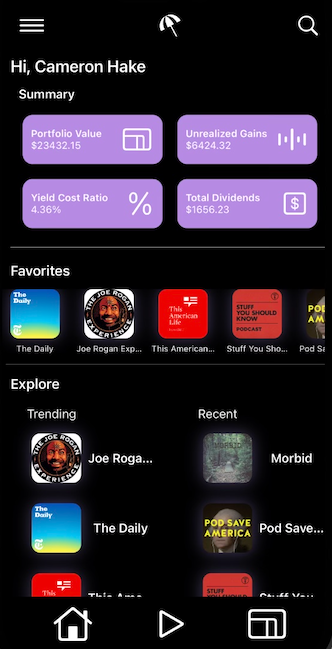 Hi, Cameron Hake
Summary
Portfolio Value
$23432.15
Unrealized Gains
$6424.32
Yield Cost Ratio
4.36%
%
Total Dividends
$1656.23
$
Favorites
The Daily
THE JOE ROGAN EXPERIENCE
This American Life
STUFF YOU SHOULD KNOW
PODCAST
The Daily
Joe Rogan Exp...
This American...
Stuff You Sho...
Pod Sa
Explore
Trending
Recent
THE JOE ROGAN EXPERIENCE
Joe Roga...
MORBID
Morbid
The Daily
The Daily
POD SAVE AMERICA
Pod Save...
This
This Ame...
STUFF
Stuff You